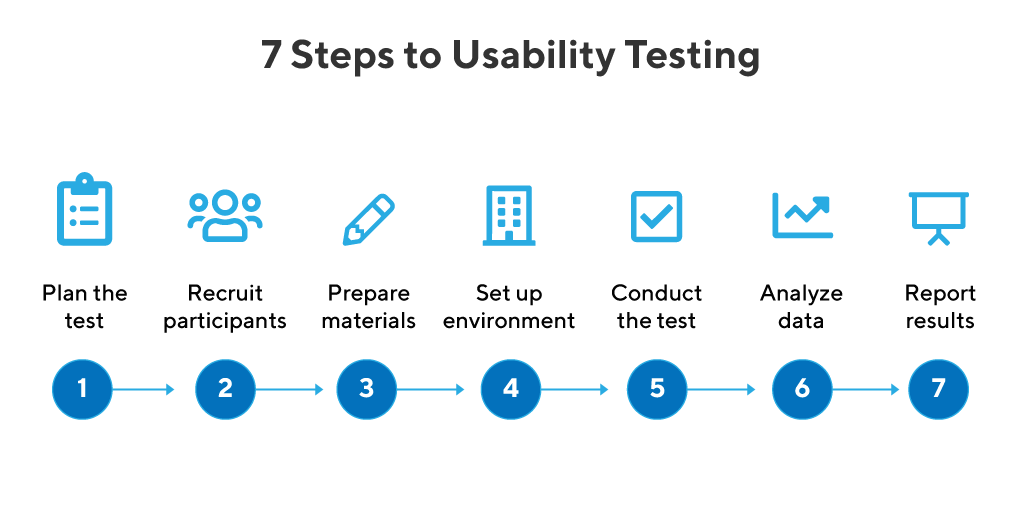 7 Steps to Usability Testing
Plan the
test
Recruit
participants
Prepare
materials
Set up
environment
Conduct
the test
Analyze
data
Report
results
1
2
3
4
5
6
7